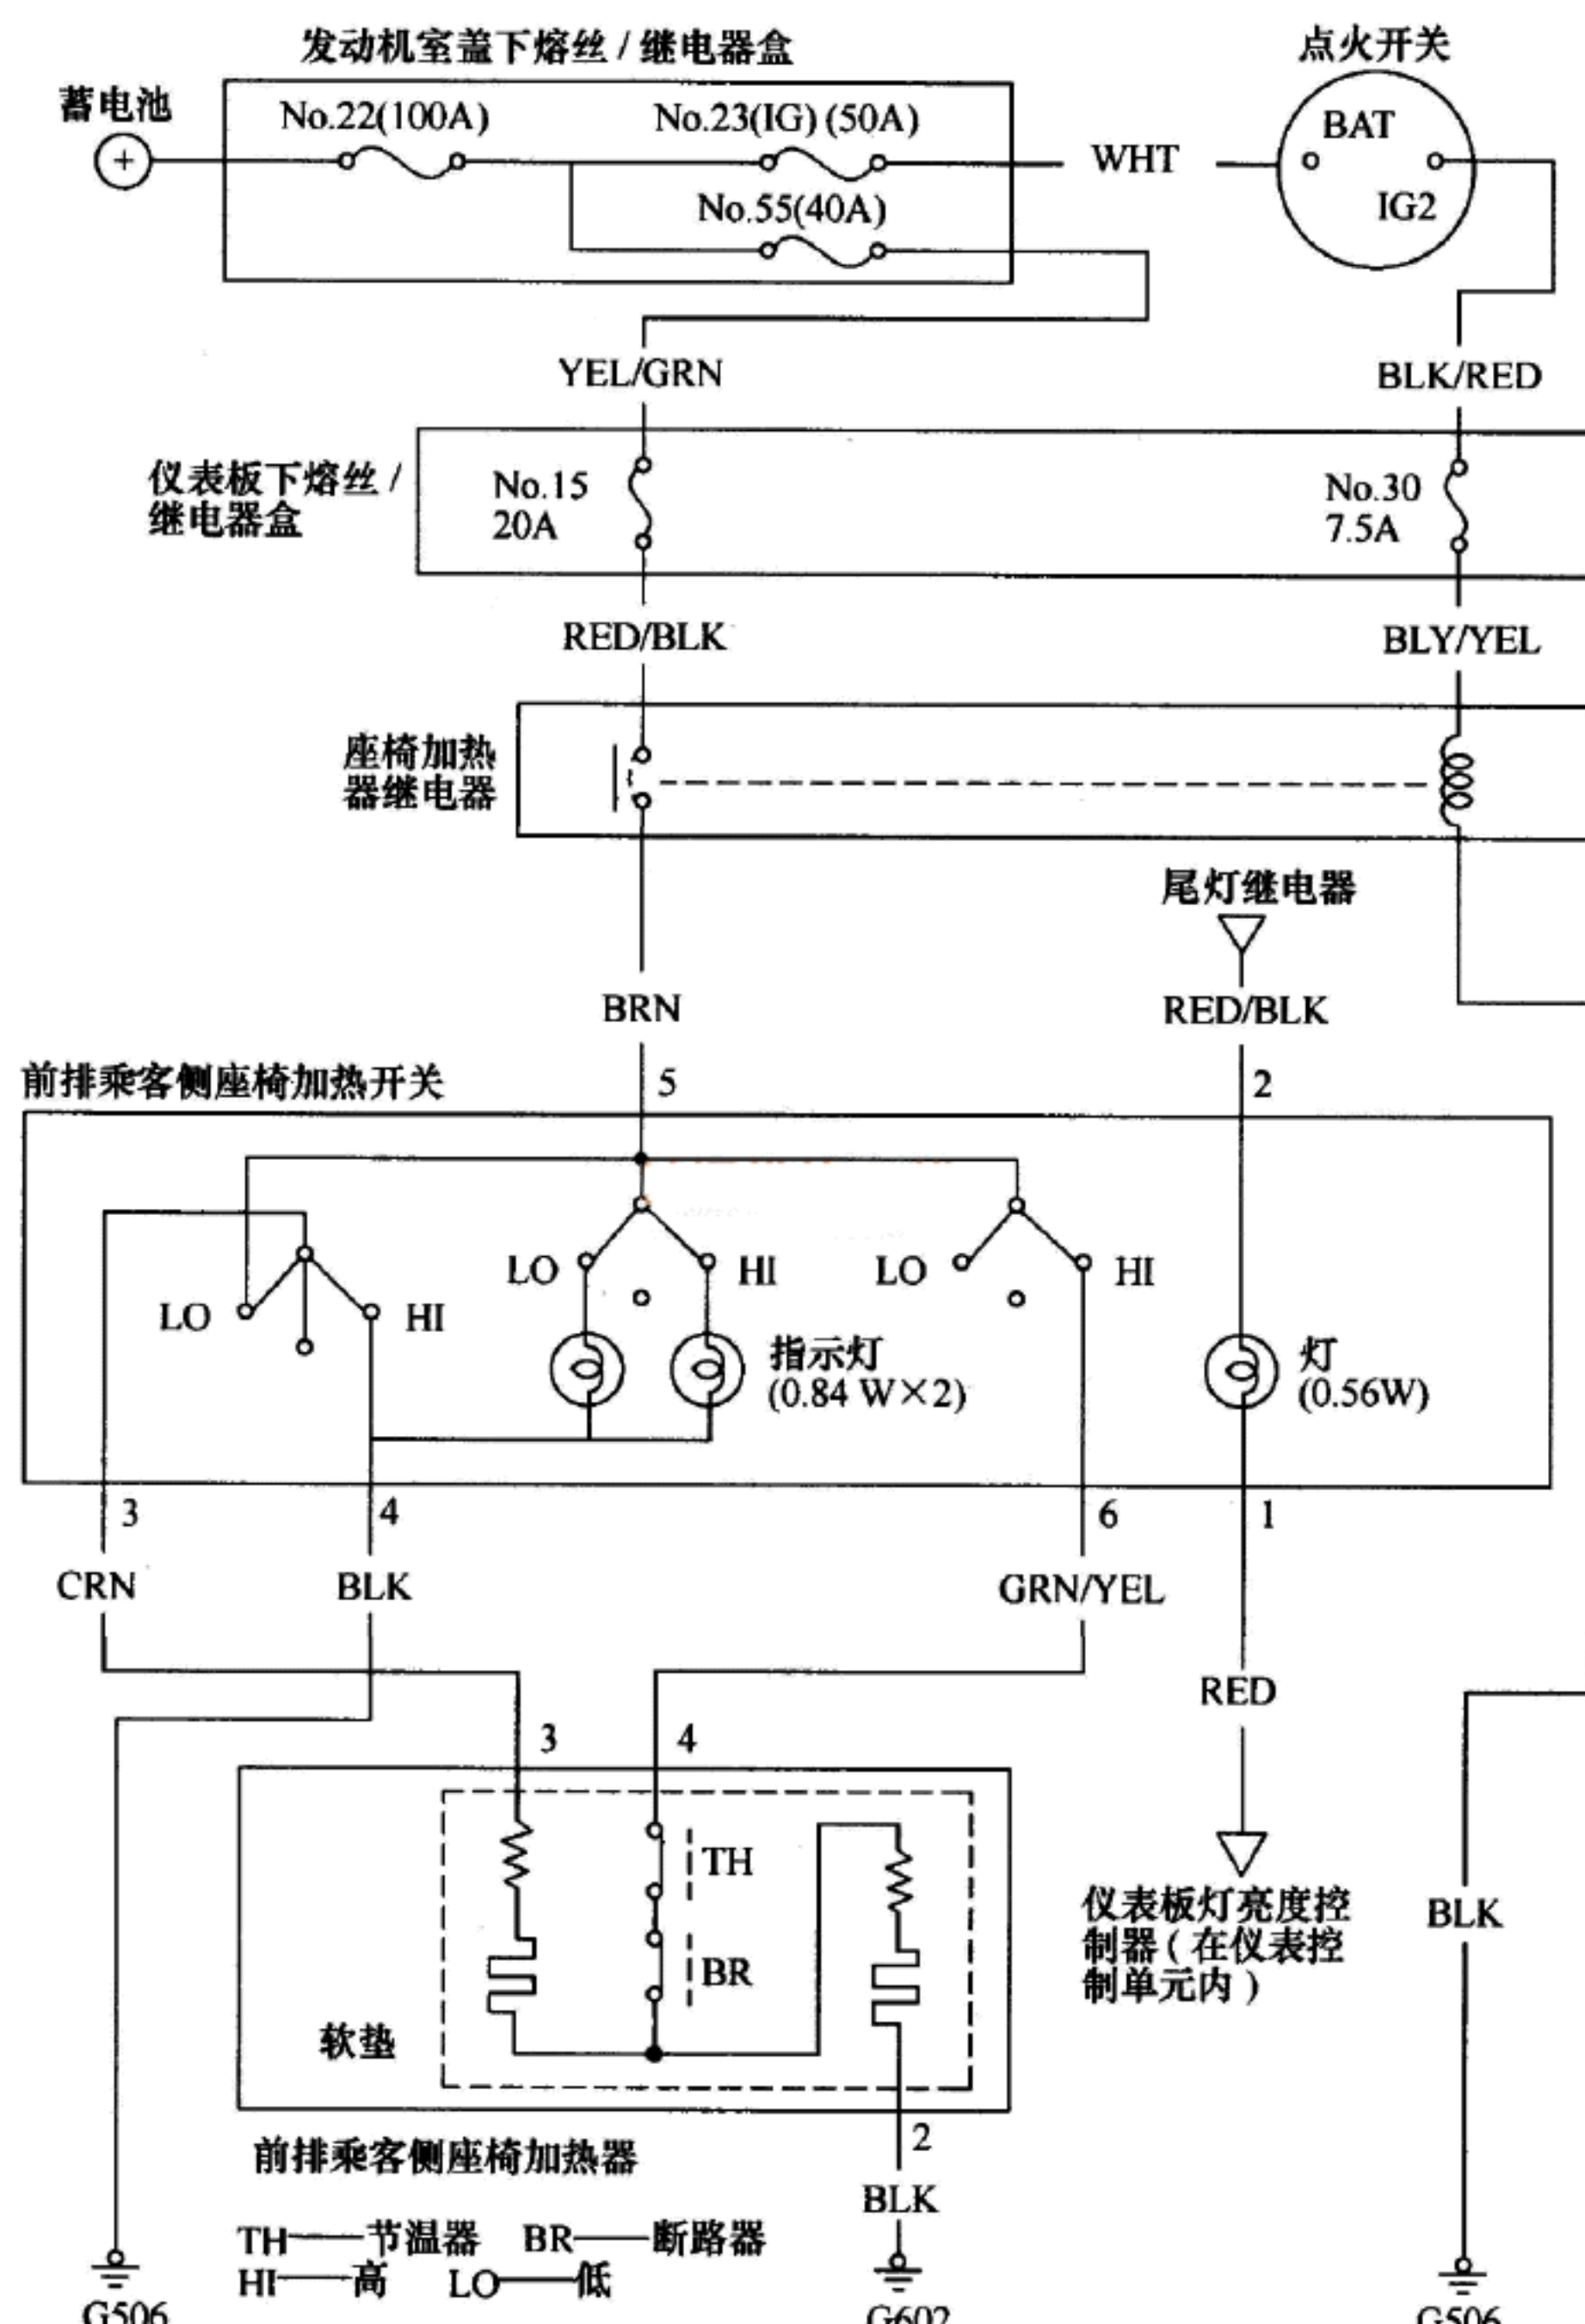 发动机室盖下熔丝 / 继电器盒
点火开关
蓄电池
No.22(100A)
No.23(IG) (50A)
BAT
+
WHT
No.55(40A)
IG2
YEL/GRN
BLK/RED
仪表板下熔丝 /
继电器盒
No.15
20A
No.30
7.5A
RED/BLK
BLY/YEL
座椅加热
器继电器
尾灯继电器
BRN
RED/BLK
前排乘客侧座椅加热开关
5
2
LO
HI
LO
HI
LO
HI
指示灯
(0.84 W×2)
灯
(0.56W)
3
4
6
1
CRN
BLK
GRN/YEL
RED
3
4
TH
BR
软垫
仪表板灯亮度控
制器 ( 在仪表控
制单元内 )
BLK
前排乘客侧座椅加热器
2
BLK
TH——节温器 BR——断路器
HI——高 LO——低
G506
G602
G506